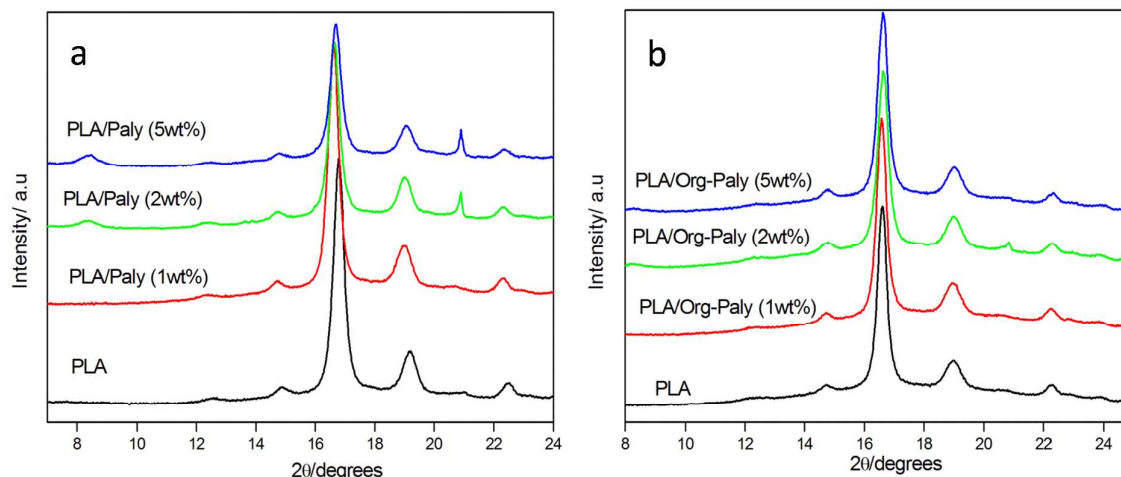 a
PLA/Paly (5wt%)
PLA/Paly (2wt%)
PLA/Paly (1wt%)
PLA
Intensity/ a.u
8 10 12 14 16 18 20 22 24
2θ/degrees
b
PLA/Org-Paly (5wt%)
PLA/Org-Paly (2wt%)
PLA/Org-Paly (1wt%)
PLA
Intensity/ a.u
8 10 12 14 16 18 20 22 24
2θ/degrees